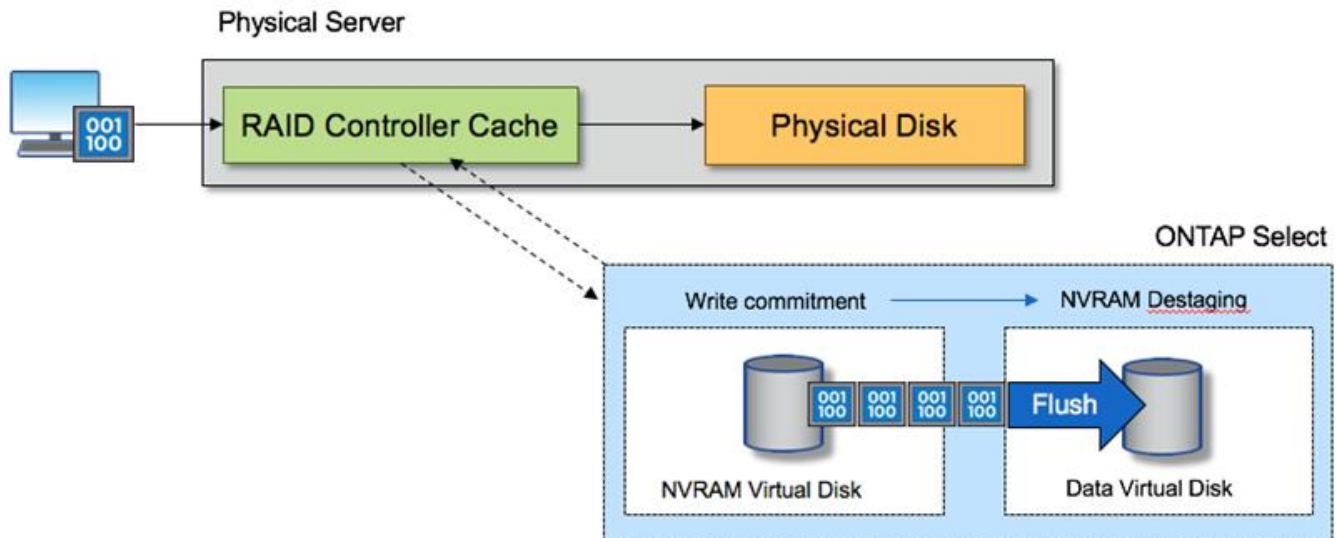 Physical Server
001
100
RAID Controller Cache
Physical Disk
ONTAP Select
Write commitment
NVRAM Destaging
001
100
001
100
001
100
001
100
Flush
NVRAM Virtual Disk
Data Virtual Disk